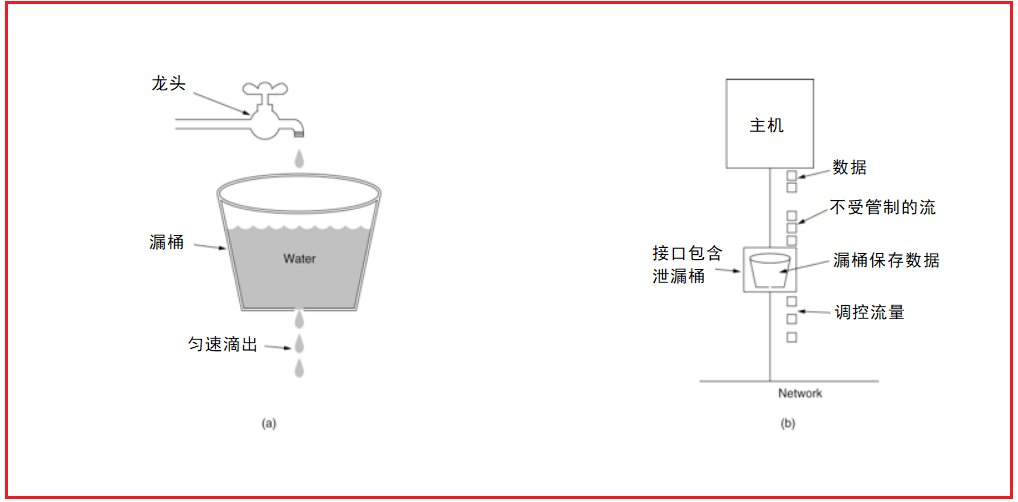 龙头
漏桶
Water
匀速滴出
(a)
主机
数据
不受管制的流
接口包含
泄漏桶
漏桶保存数据
调控流量
Network
(b)